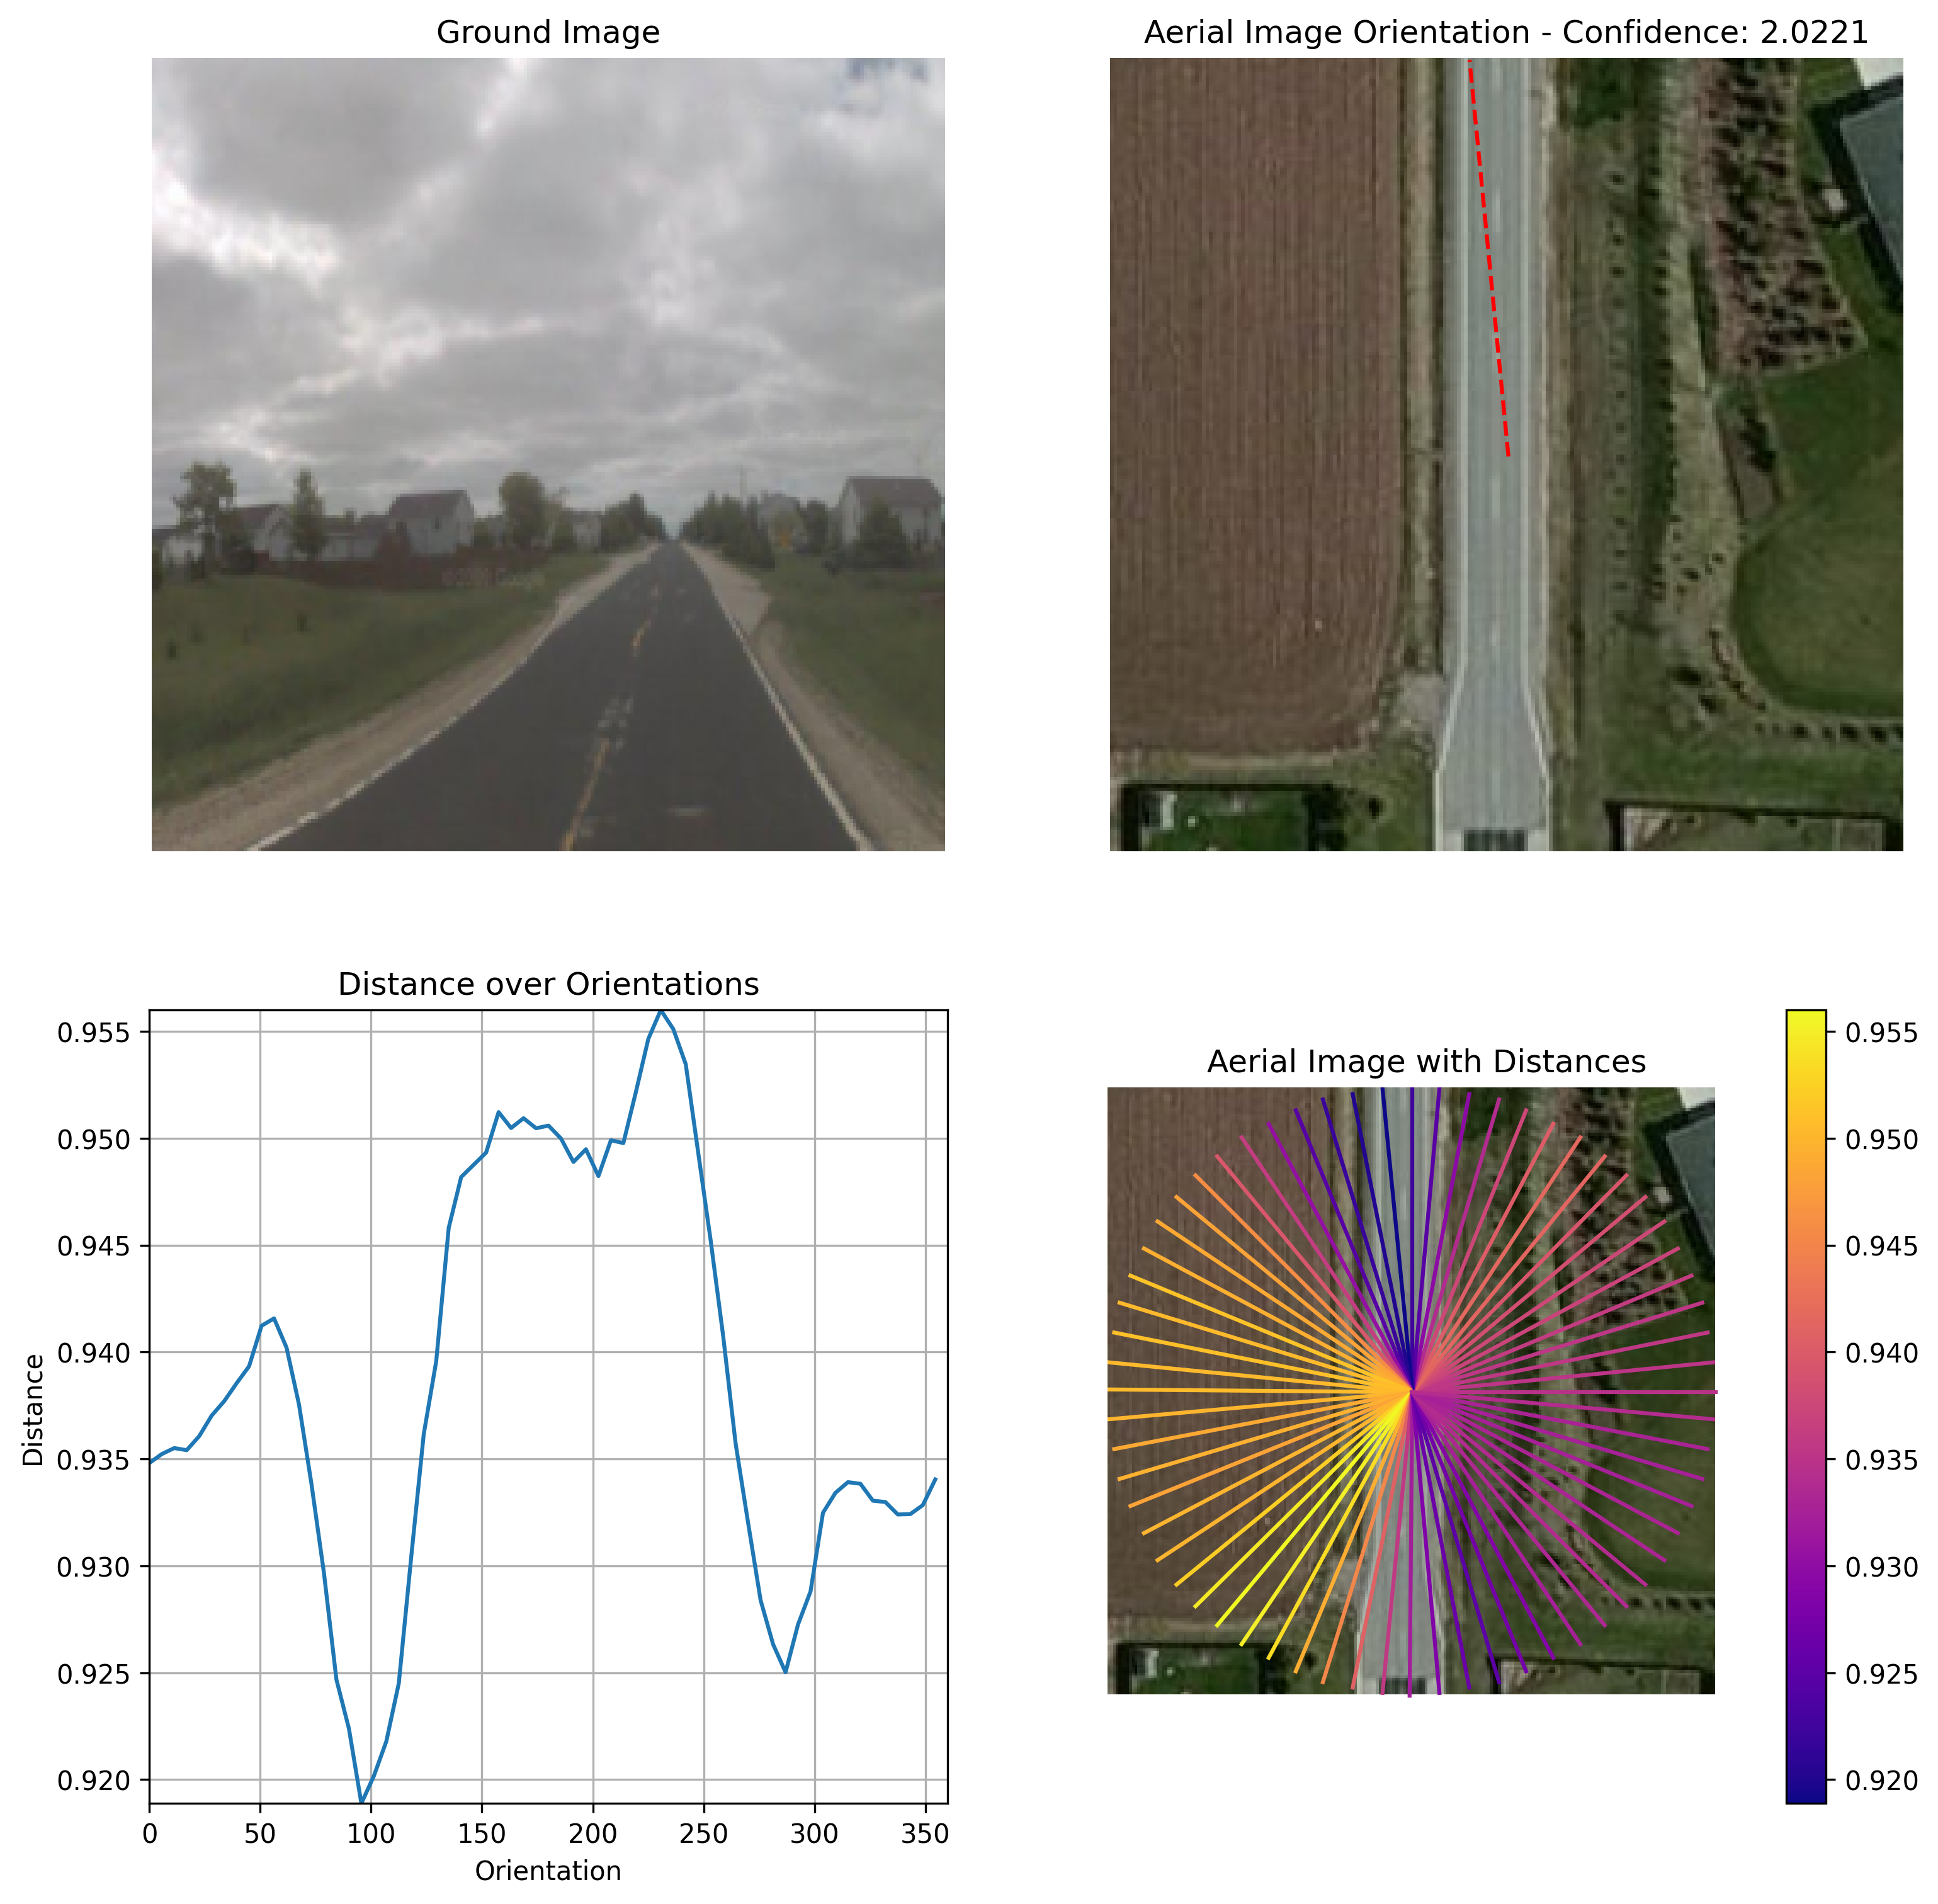 Ground Image
Aerial Image Orientation - Confidence: 2.0221
Distance over Orientations
0.955
0.950
0.945
0.940
0.935
0.930
0.925
0.920
Distance
0 50 100 150 200 250 300 350
Orientation
Aerial Image with Distances
0.955
0.950
0.945
0.940
0.935
0.930
0.925
0.920